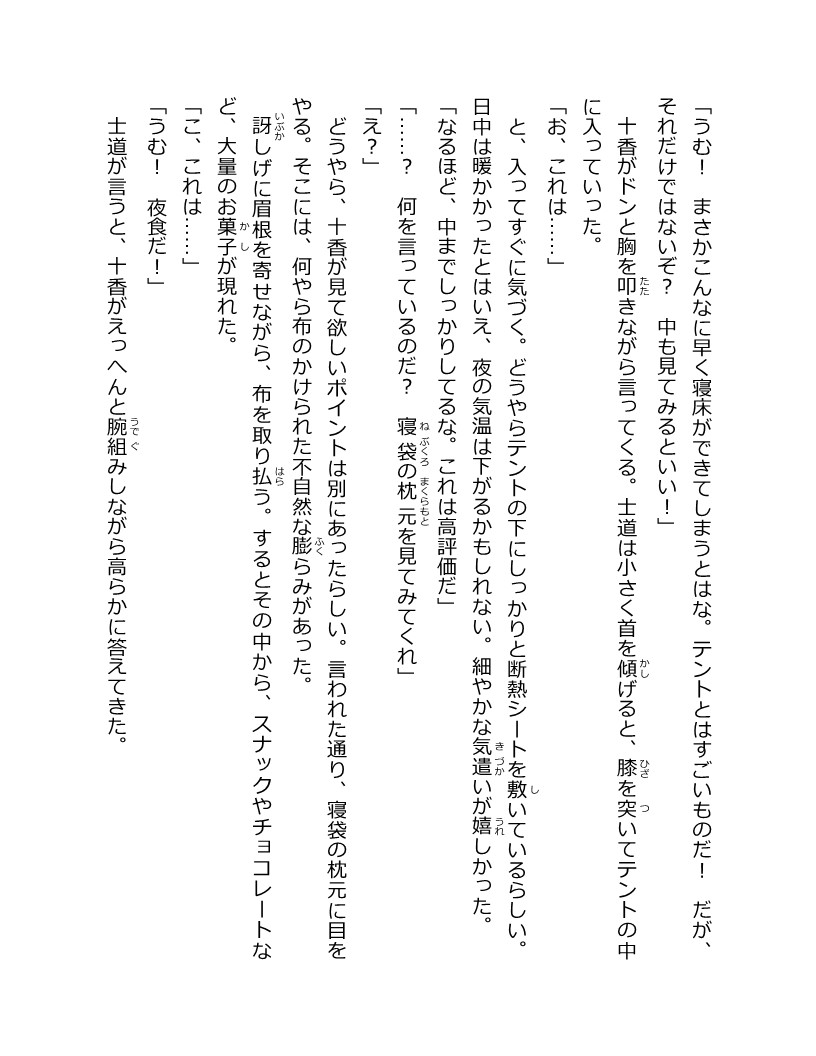 「うむ！　まさかこんなに早く寝床ができてしまうとはな。テントとはすごいものだ！　だが、
それだけではないぞ？　中も見てみるといい！」
　十香がドンと胸を叩きながら言ってくる。士道は小さく首を傾げると、膝を突いてテントの中
に入っていった。
「お、これは……」
　と、入ってすぐに気づく。どうやらテントの下にしっかりと断熱シートを敷いているらしい。
日中は暖かかったとはいえ、夜の気温は下がるかもしれない。細やかな気遣いが嬉しかった。
「なるほど、中までしっかりしてるな。これは高評価だ」
「……？　何を言っているのだ？　寝袋の枕元を見てみてくれ」
「え？」
　どうやら、十香が見て欲しいポイントは別にあったらしい。言われた通り、寝袋の枕元に目を
やる。そこには、何やら布のかけられた不自然な膨らみがあった。
　訝しげに眉根を寄せながら、布を取り払う。するとその中から、スナックやチョコレートな
ど、大量のお菓子が現れた。
「こ、これは……」
「うむ！　夜食だ！」
　士道が言うと、十香がえっへんと腕組みしながら高らかに答えてきた。